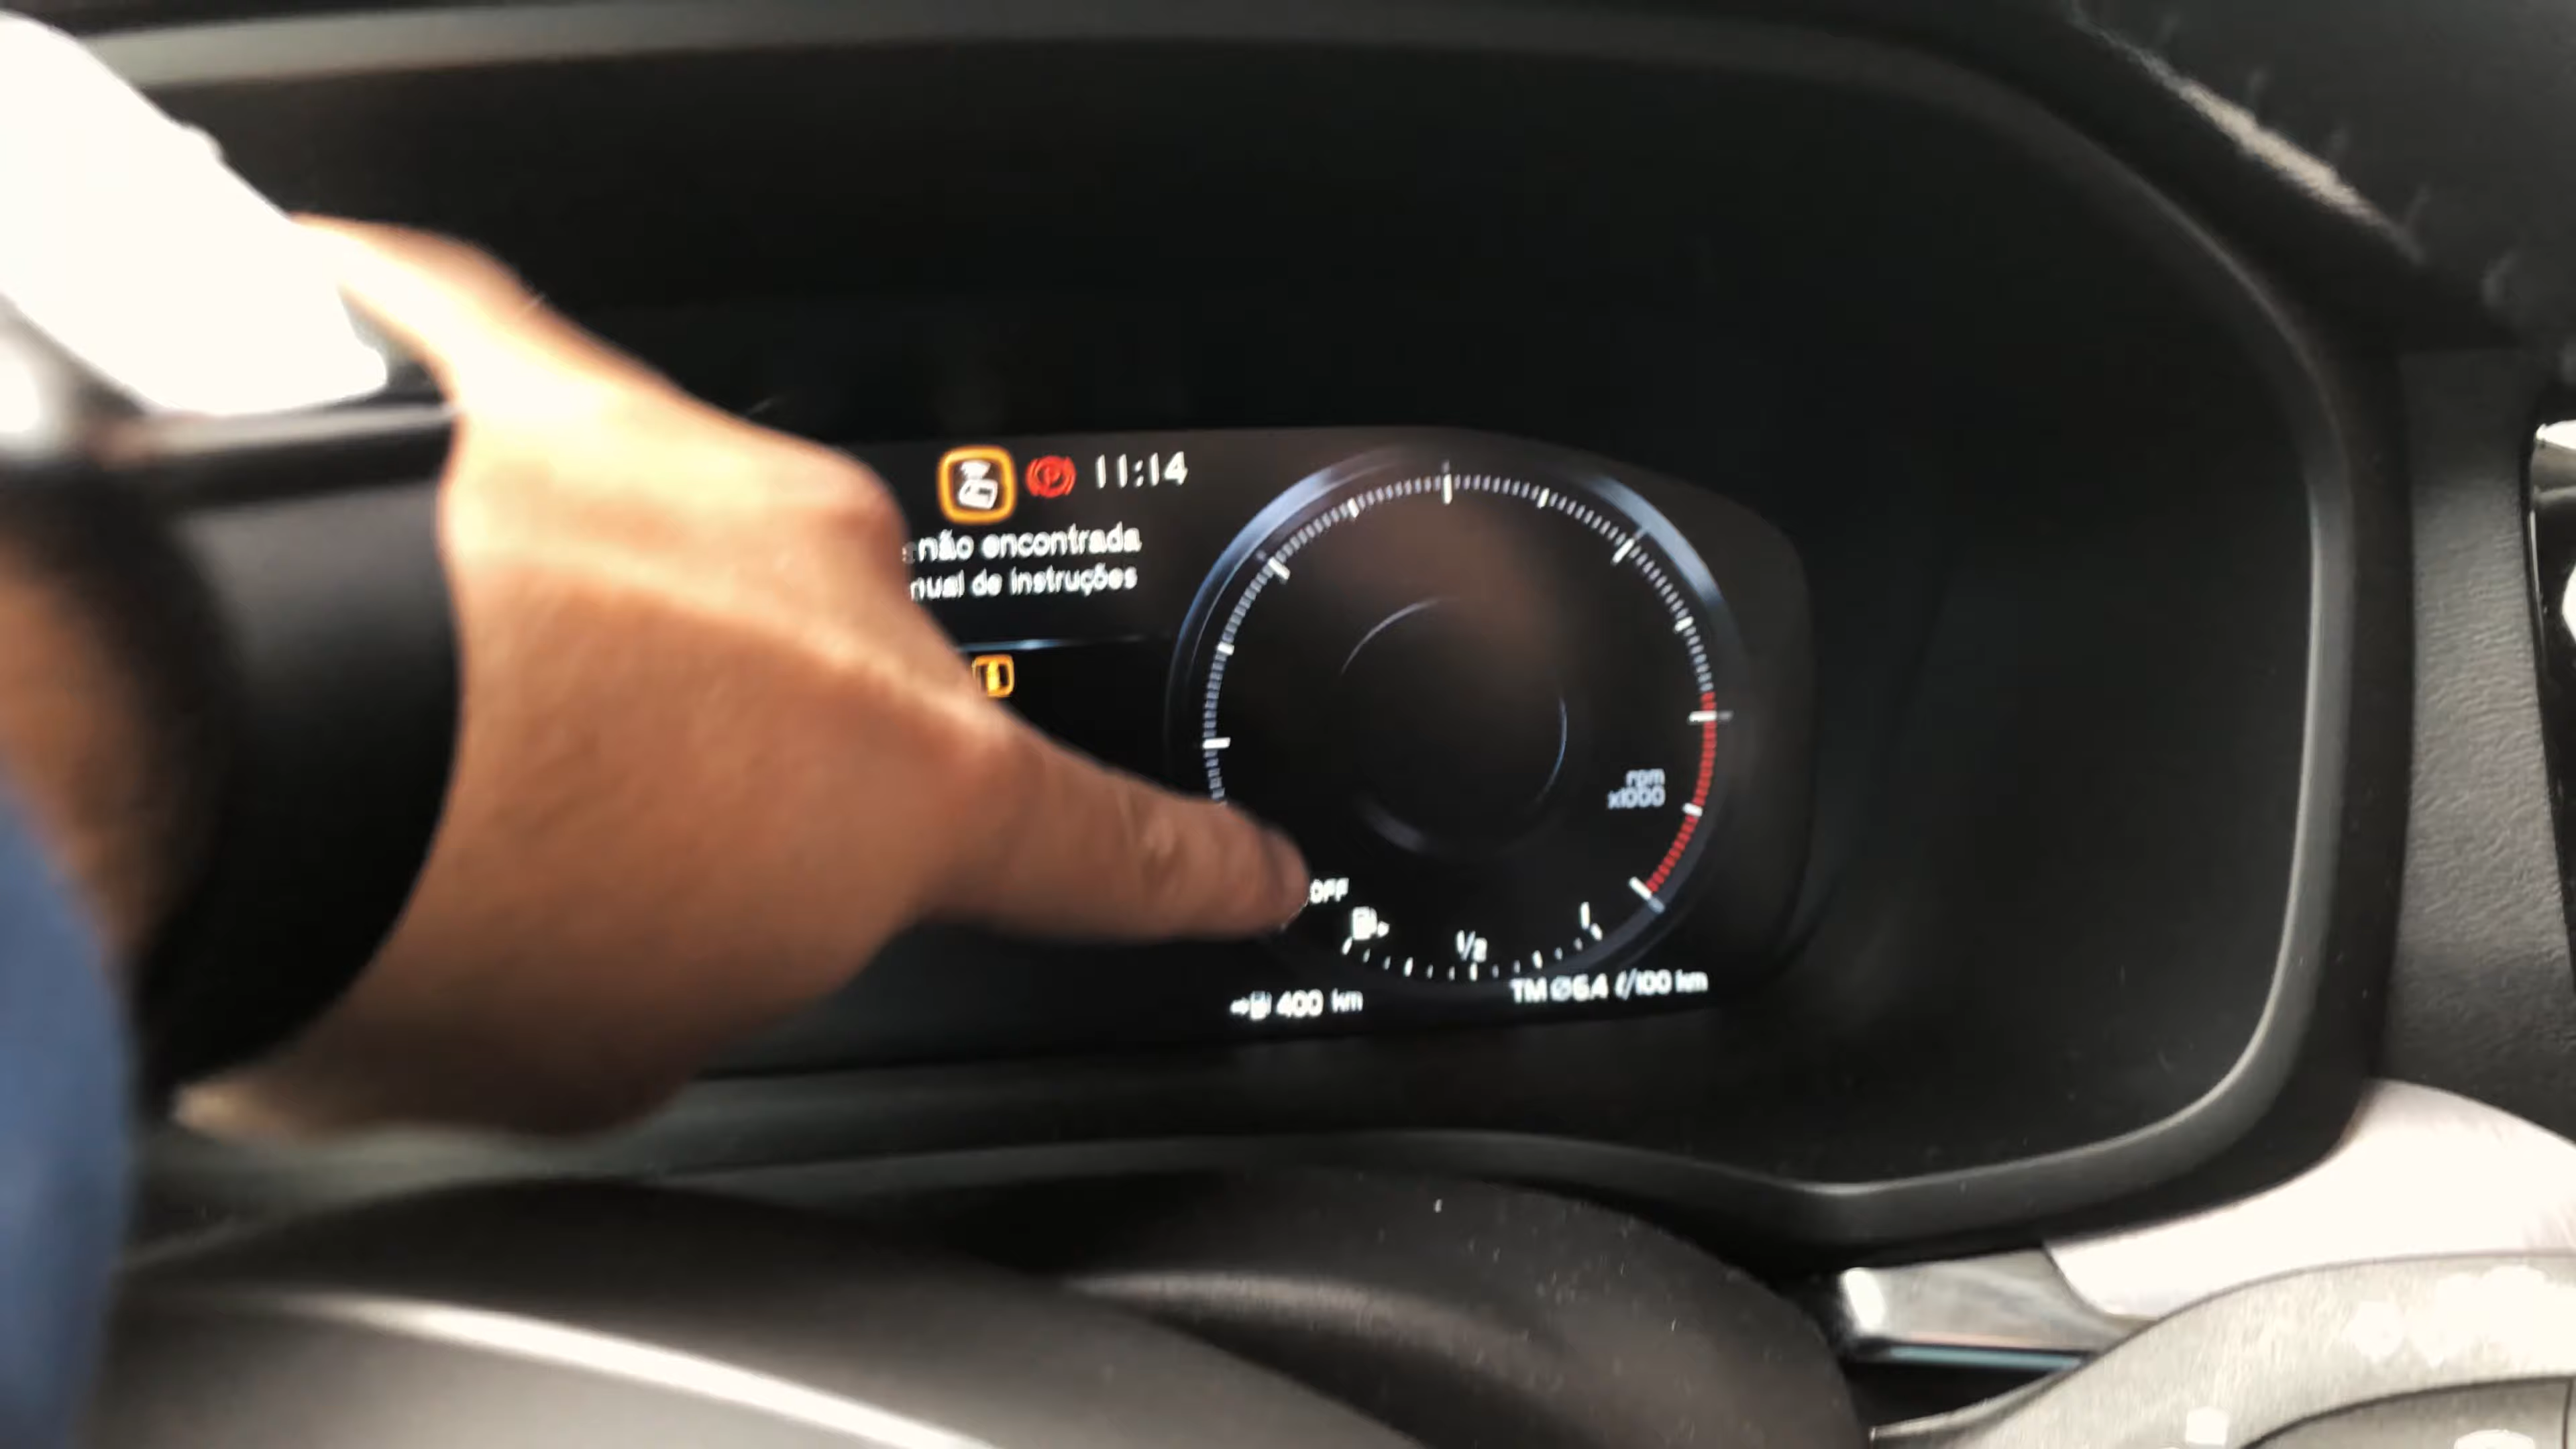 11:14
não encontrada
nual de instruções
rpm
x1000
OFF
1/2
400 km
TM Ø6.4 ℓ/100 km